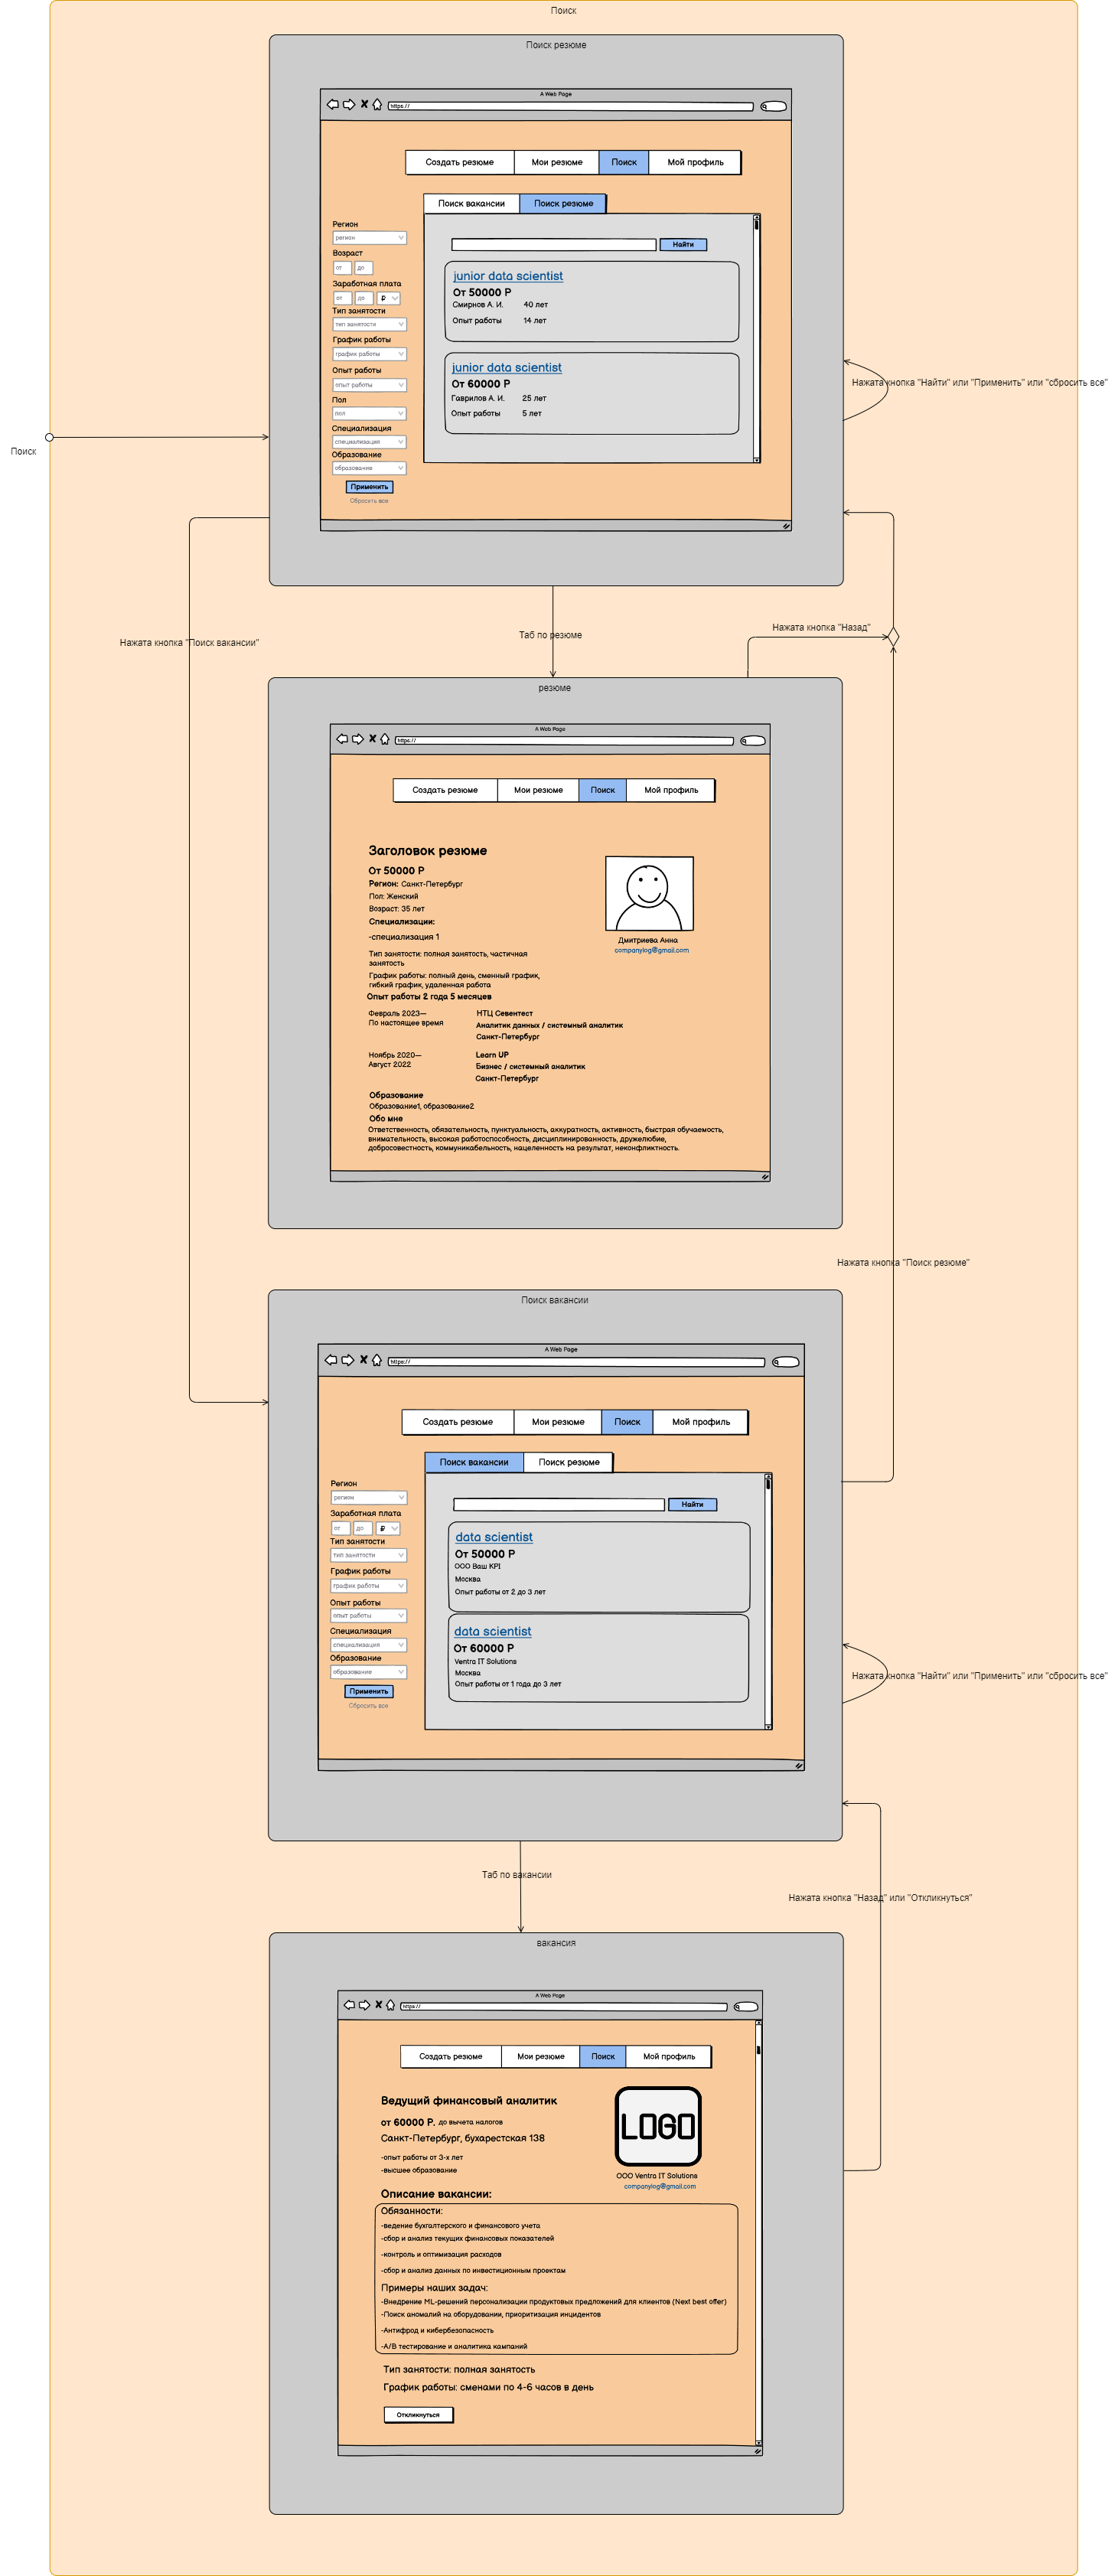 Поиск
Поиск резюме
A Web Page
https://
Создать резюме
Мои резюме
Поиск
Мой профиль
Поиск вакансии
Поиск резюме
Регион
регион
Возраст
от
до
Заработная плата
от
до
₽
Тип занятости
тип занятости
График работы
график работы
Опыт работы
опыт работы
Пол
пол
Специализация
специализация
Образование
образование
Применить
Сбросить все
Найти
junior data scientist
От 50000 Р
Смирнов А. И. 40 лет
Опыт работы 14 лет
junior data scientist
От 60000 Р
Гаврилов А. И. 25 лет
Опыт работы 5 лет
Нажата кнопка "Найти" или "Применить" или "сбросить все"
Поиск
Нажата кнопка "Поиск вакансии"
Таб по резюме
Нажата кнопка "Назад"
резюме
A Web Page
https://
Создать резюме
Мои резюме
Поиск
Мой профиль
Заголовок резюме
От 50000 Р
Регион: Санкт-Петербург
Пол: Женский
Возраст: 35 лет
Специализации:
-специализация 1
Тип занятости: полная занятость, частичная
занятость
График работы: полный день, сменный график,
гибкий график, удаленная работа
Дмитриева Анна
companylog@gmail.com
Опыт работы 2 года 5 месяцев
Февраль 2023—
По настоящее время
НТЦ Севентест
Аналитик данных / системный аналитик
Санкт-Петербург
Ноябрь 2020—
Август 2022
Learn UP
Бизнес / системный аналитик
Санкт-Петербург
Образование
Образование1, образование2
Обо мне
Ответственность, обязательность, пунктуальность, аккуратность, активность, быстрая обучаемость,
внимательность, высокая работоспособность, дисциплинированность, дружелюбие,
добросовестность, коммуникабельность, нацеленность на результат, неконфликтность.
Нажата кнопка "Поиск резюме"
Поиск вакансии
A Web Page
https://
Создать резюме
Мои резюме
Поиск
Мой профиль
Поиск вакансии
Поиск резюме
Регион
регион
Заработная плата
от
до
₽
Тип занятости
тип занятости
График работы
график работы
Опыт работы
опыт работы
Специализация
специализация
Образование
образование
Применить
Сбросить все
Найти
data scientist
От 50000 Р
ООО Ваш KPI
Москва
Опыт работы от 2 до 3 лет
data scientist
От 60000 Р
Ventra IT Solutions
Москва
Опыт работы от 1 года до 3 лет
Нажата кнопка "Найти" или "Применить" или "сбросить все"
Таб по вакансии
Нажата кнопка "Назад" или "Откликнуться"
вакансия
A Web Page
https://
Создать резюме
Мои резюме
Поиск
Мой профиль
Ведущий финансовый аналитик
от 60000 Р. до вычета налогов
Санкт-Петербург, бухарестская 138
-опыт работы от 3-х лет
-высшее образование
LOGO
ООО Ventra IT Solutions
companylog@gmail.com
Описание вакансии:
Обязанности:
-ведение бухгалтерского и финансового учета
-сбор и анализ текущих финансовых показателей
-контроль и оптимизация расходов
-сбор и анализ данных по инвестиционным проектам
Примеры наших задач:
-Внедрение ML-решений персонализации продуктовых предложений для клиентов (Next best offer)
-Поиск аномалий на оборудовании, приоритизация инцидентов
-Антифрод и кибербезопасность
-A/B тестирование и аналитика кампаний
Тип занятости: полная занятость
График работы: сменами по 4-6 часов в день
Откликнуться